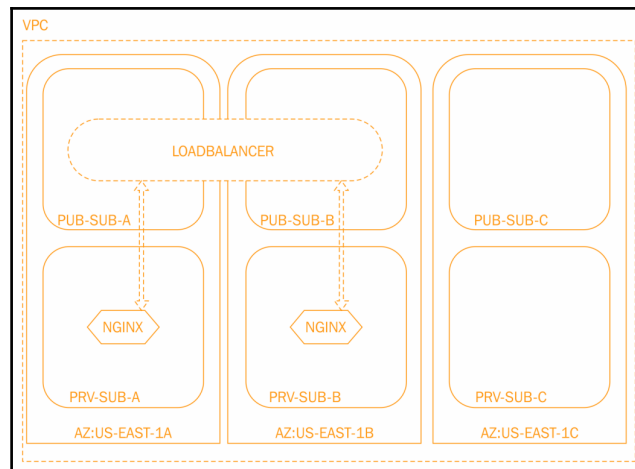 VPC
LOADBALANCER
PUB-SUB-A
PUB-SUB-B
PUB-SUB-C
NGINX
NGINX
PRV-SUB-A
PRV-SUB-B
PRV-SUB-C
AZ:US-EAST-1A
AZ:US-EAST-1B
AZ:US-EAST-1C